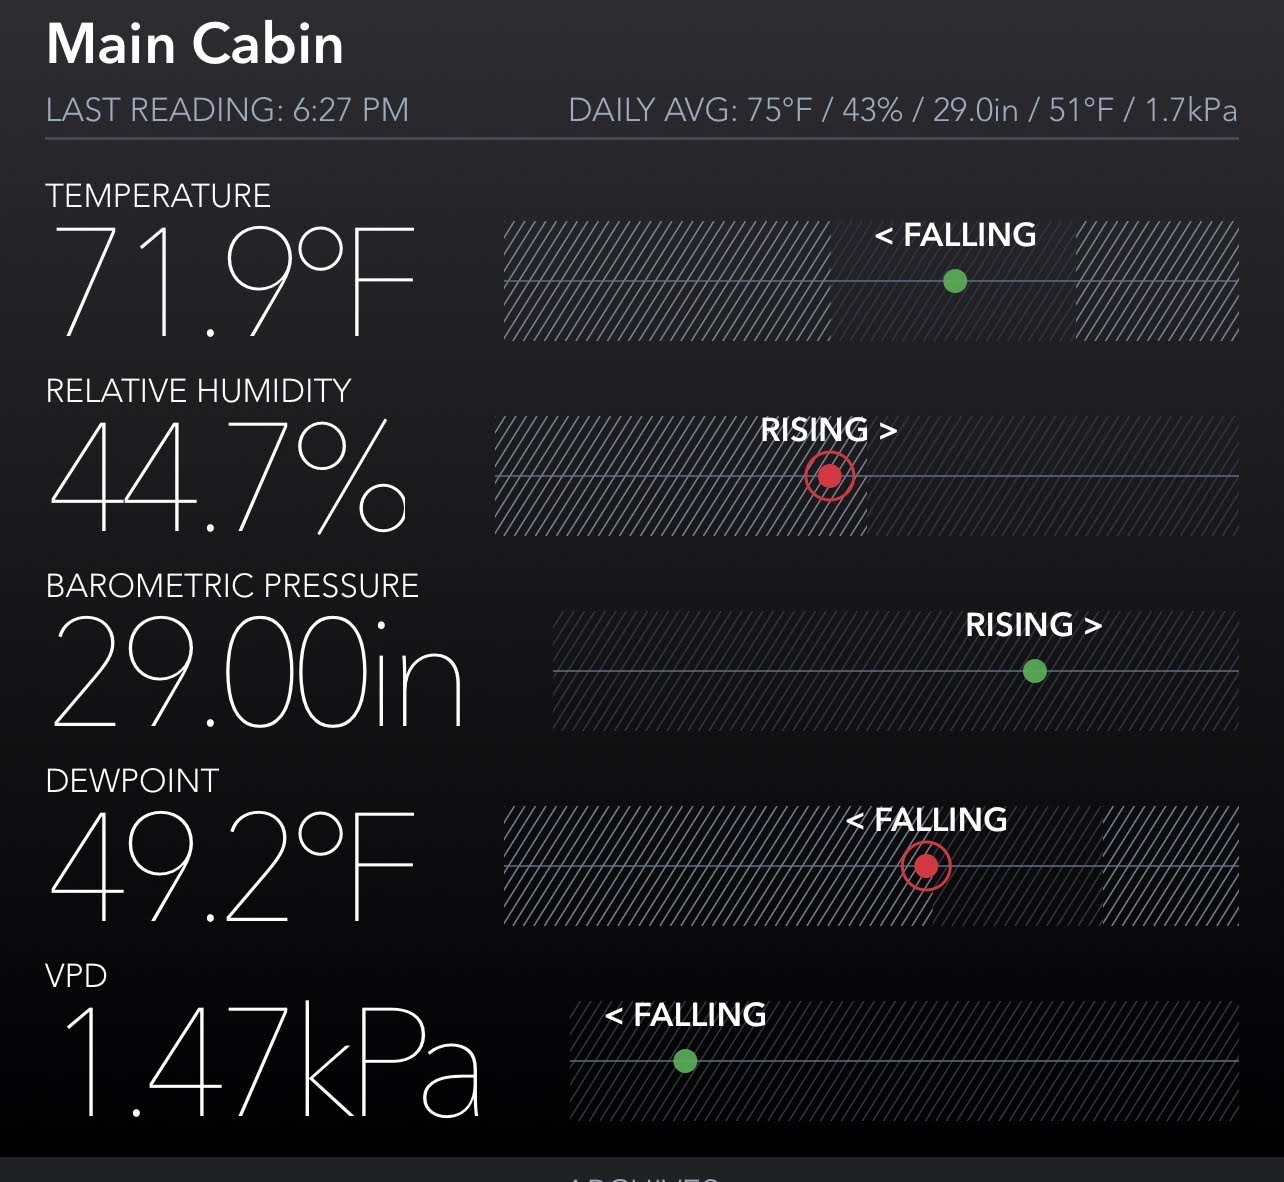 Main Cabin
LAST READING: 6:27 PM
DAILY AVG: 75°F / 43% / 29.0in / 51°F / 1.7kPa
TEMPERATURE
71.9°F
< FALLING
RELATIVE HUMIDITY
44.7%
RISING >
BAROMETRIC PRESSURE
29.00in
RISING >
DEWPOINT
49.2°F
< FALLING
VPD
1.47kPa
< FALLING
ARCHIVES